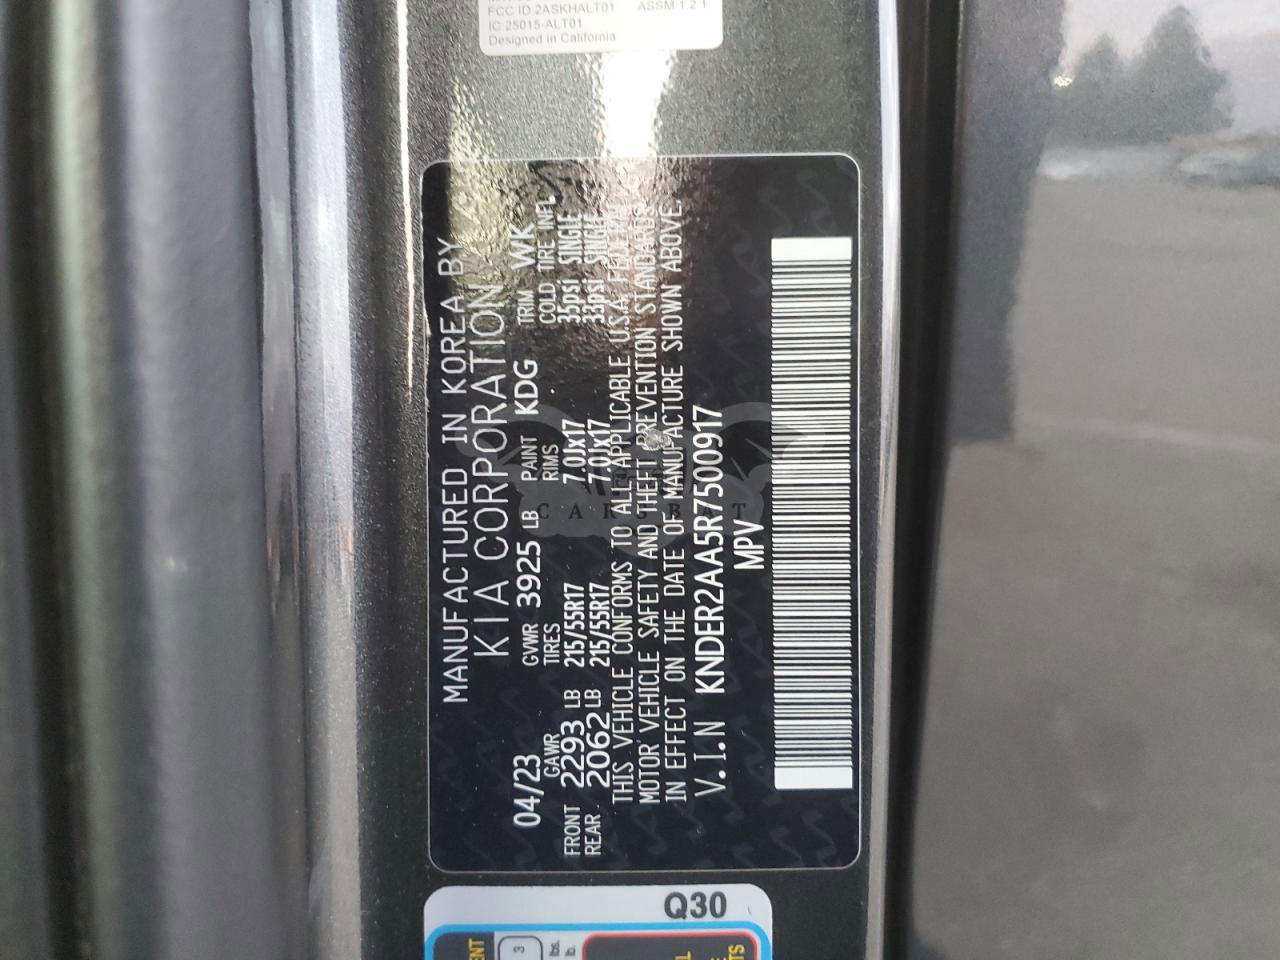 FCC ID:2ASKHALT01 ASSM 1.2.1
IC:25015-ALT01
Designed in California
MANUFACTURED IN KOREA BY
KIA CORPORATION
04/23 GVWR 3925 LB PAINT KDG TRIM WK
GAWR TIRES RIMS COLD TIRE INFL.
FRONT 2293 LB 215/55R17 7.0Jx17 35psi SINGLE
REAR 2062 LB 215/55R17 7.0Jx17 33psi SINGLE
THIS VEHICLE CONFORMS TO ALL APPLICABLE U.S.A. FEDERAL
MOTOR VEHICLE SAFETY AND THEFT PREVENTION STANDARDS
IN EFFECT ON THE DATE OF MANUFACTURE SHOWN ABOVE.
V.I.N KNDER2AA5R7500917
MPV
CARSBAT
Q30
3
lbs.